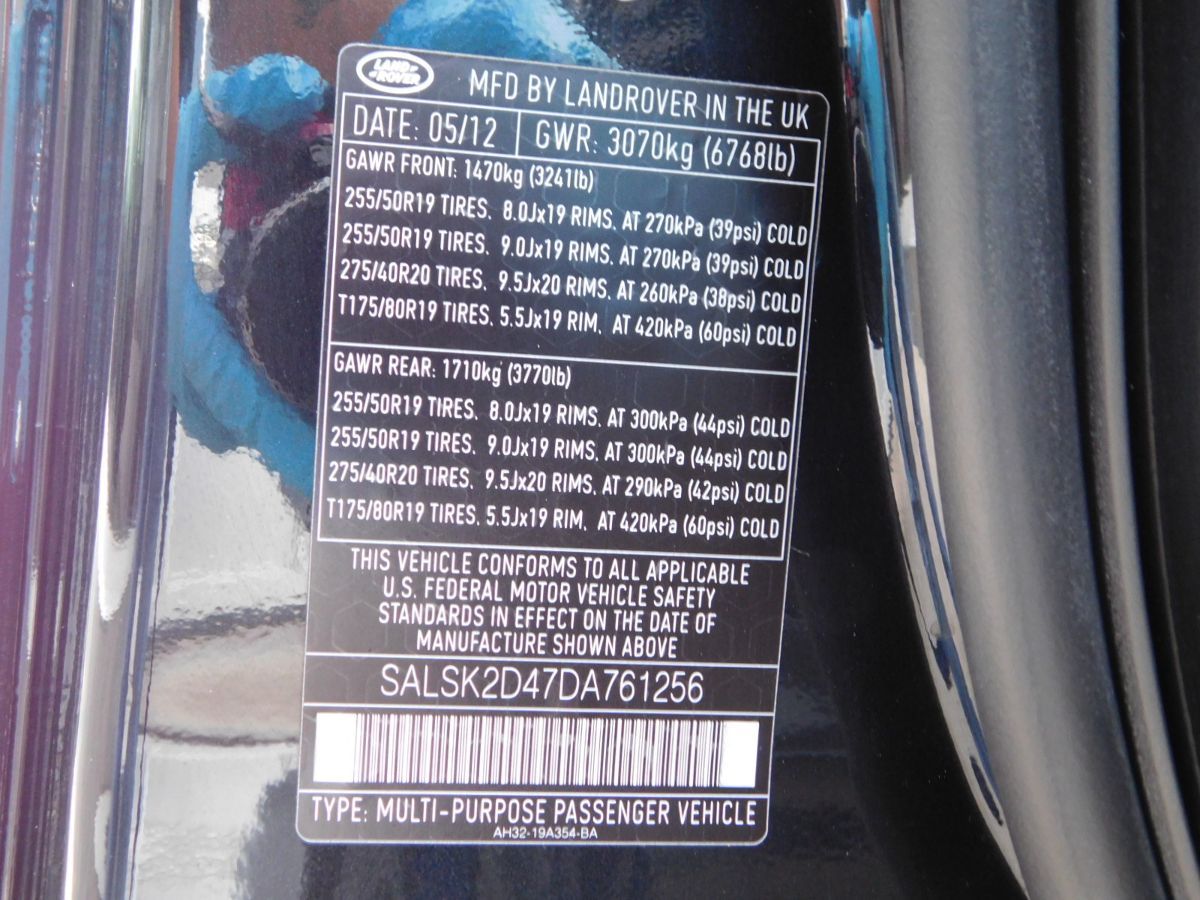 LAND ROVER
MFD BY LANDROVER IN THE UK
DATE: 05/12 GWR: 3070kg (6768lb)
GAWR FRONT: 1470kg (3241lb)
255/50R19 TIRES, 8.0Jx19 RIMS, AT 270kPa (39psi) COLD
255/50R19 TIRES, 9.0Jx19 RIMS, AT 270kPa (39psi) COLD
275/40R20 TIRES, 9.5Jx20 RIMS, AT 260kPa (38psi) COLD
T175/80R19 TIRES, 5.5Jx19 RIM, AT 420kPa (60psi) COLD
GAWR REAR: 1710kg (3770lb)
255/50R19 TIRES, 8.0Jx19 RIMS, AT 300kPa (44psi) COLD
255/50R19 TIRES, 9.0Jx19 RIMS, AT 300kPa (44psi) COLD
275/40R20 TIRES, 9.5Jx20 RIMS, AT 290kPa (42psi) COLD
T175/80R19 TIRES, 5.5Jx19 RIM, AT 420kPa (60psi) COLD
THIS VEHICLE CONFORMS TO ALL APPLICABLE
U.S. FEDERAL MOTOR VEHICLE SAFETY
STANDARDS IN EFFECT ON THE DATE OF
MANUFACTURE SHOWN ABOVE
SALSK2D47DA761256
TYPE: MULTI-PURPOSE PASSENGER VEHICLE
AH32-19A354-BA